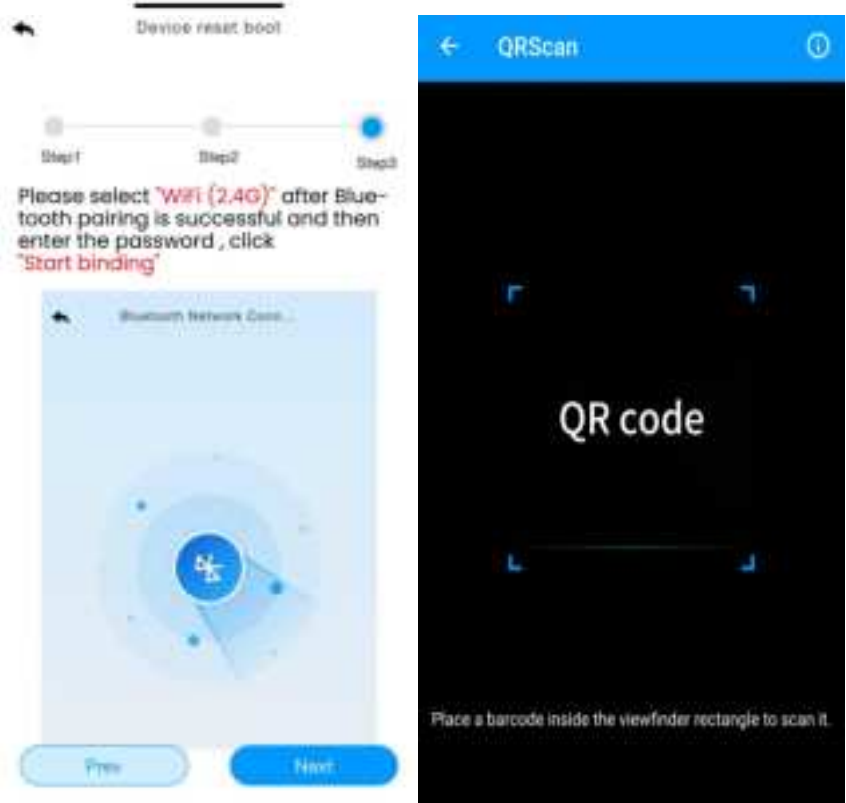 Device reset boot
Step1
Step2
Step3
Please select "WiFi (2.4G)" after Blue-
tooth pairing is successful and then
enter the password , click
"Start binding"
Bluetooth Network Conn...
Prev
Next
QRScan
QR code
Place a barcode inside the viewfinder rectangle to scan it.